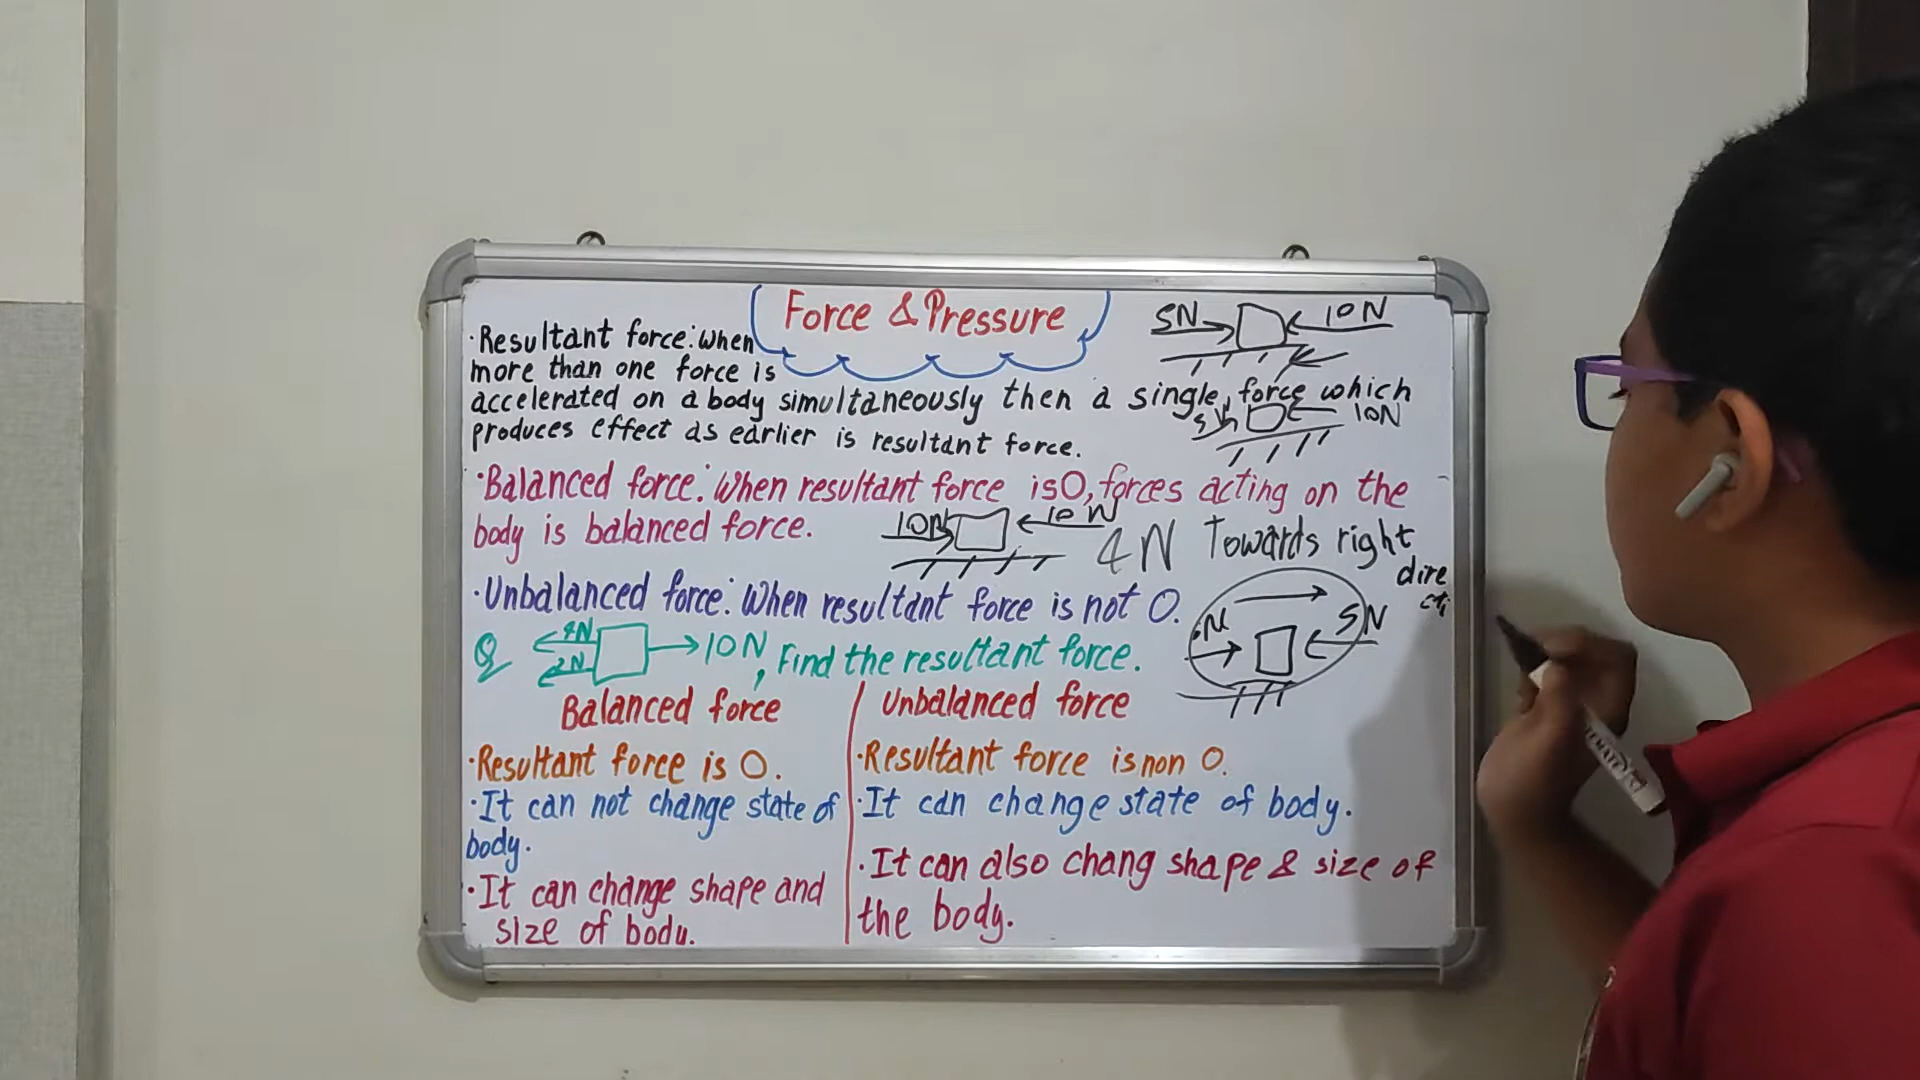 Force & Pressure
5N 10N
·Resultant force: when
more than one force is
accelerated on a body simultaneously then a single force which
produces effect as earlier is resultant force.
10N
·Balanced force: When resultant force is 0, forces acting on the
body is balanced force.
10N 10N
4N Towards right
dire
cti
·Unbalanced force: When resultant force is not 0.
5N
Q 4N 2N 10N, Find the resultant force.
Balanced force
Unbalanced force
·Resultant force is 0.
·It can not change state of
body.
·It can change shape and
size of body.
·Resultant force is non 0.
·It can change state of body.
·It can also chang shape & size of
the body.